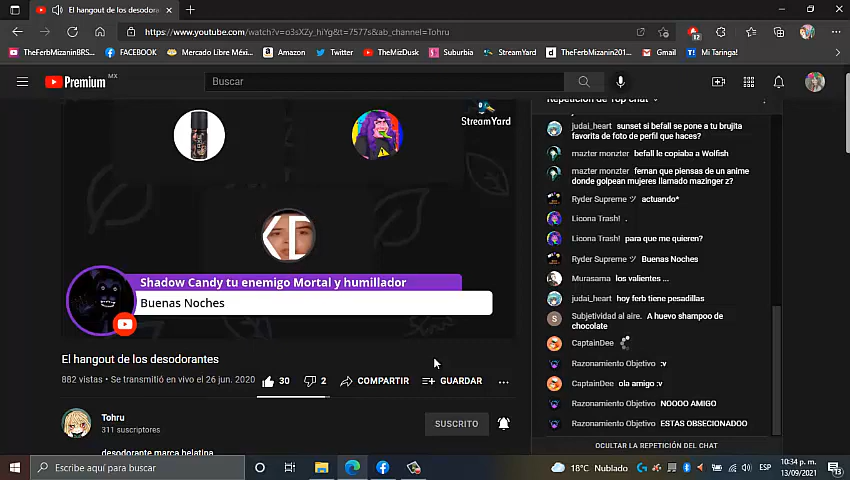 El hangout de los desodora
https://www.youtube.com/watch?v=o3sXZy_hiYg&t=7577s&ab_channel=Tohru
TheFerbMizaninBRS...
FACEBOOK
Mercado Libre Méxi...
Amazon
Twitter
TheMizDusk
Suburbia
StreamYard
TheFerbMizanin201...
Gmail
Mi Taringa!
12
Premium MX
Buscar
StreamYard
KD
Shadow Candy tu enemigo Mortal y humillador
Buenas Noches
El hangout de los desodorantes
882 vistas • Se transmitió en vivo el 26 jun. 2020
30
2
COMPARTIR
GUARDAR
Tohru
311 suscriptores
SUSCRITO
desodorante marca helatina
Repetición de Top chat
judai_heart sunset si befall se pone a tu brujita
favorita de foto de perfil que haces?
mazter monzter befall le copiaba a Wolfish
mazter monzter fernan que piensas de un anime
donde golpean mujeres llamado mazinger z?
Ryder Supreme ツ actuando*
Licona Trash! .
Licona Trash! para que me quieren?
Ryder Supreme ツ Buenas Noches
Murasama los valientes ...
judai_heart hoy ferb tiene pesadillas
S
Subjetividad al aire. A huevo shampoo de
chocolate
CaptainDee
Razonamiento Objetivo :v
CaptainDee ola amigo :v
Razonamiento Objetivo NOOOO AMIGO
Razonamiento Objetivo ESTAS OBSECIONADOO
OCULTAR LA REPETICIÓN DEL CHAT
Escribe aquí para buscar
18°C Nublado
ESP
10:34 p. m.
13/09/2021
13